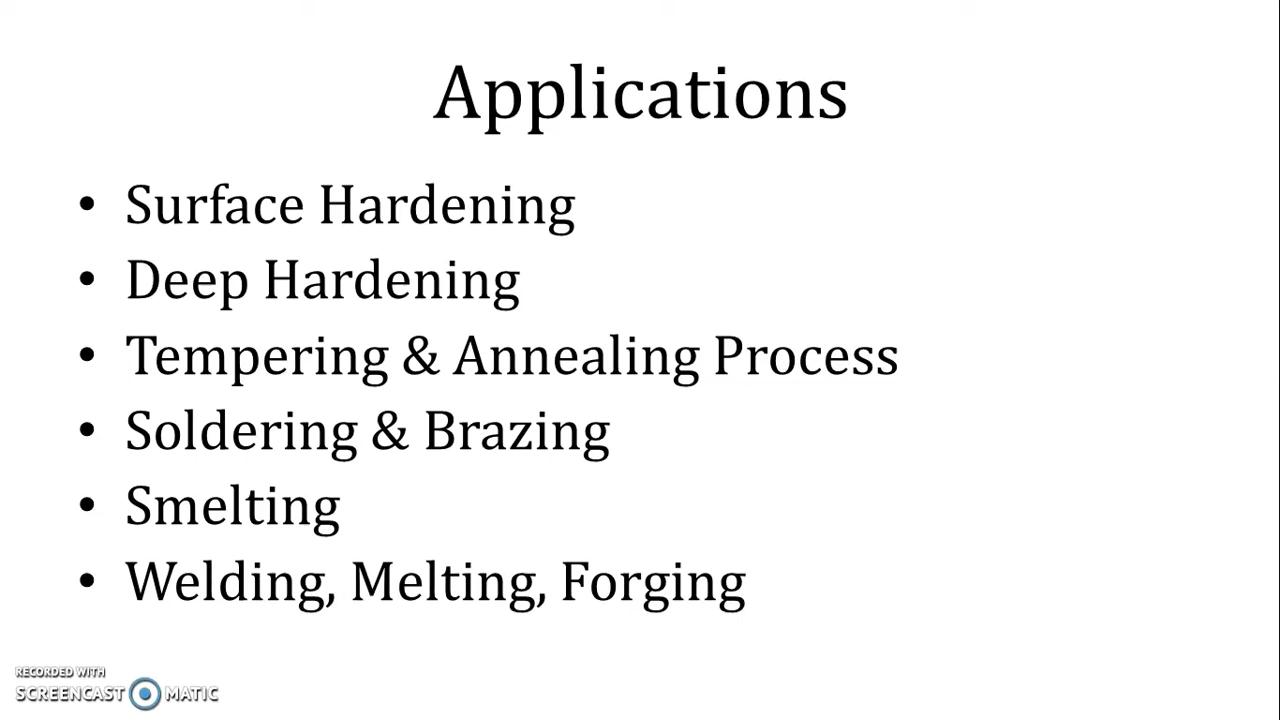 Applications
• Surface Hardening
• Deep Hardening
• Tempering & Annealing Process
• Soldering & Brazing
• Smelting
• Welding, Melting, Forging
RECORDED WITH
SCREENCAST MATIC